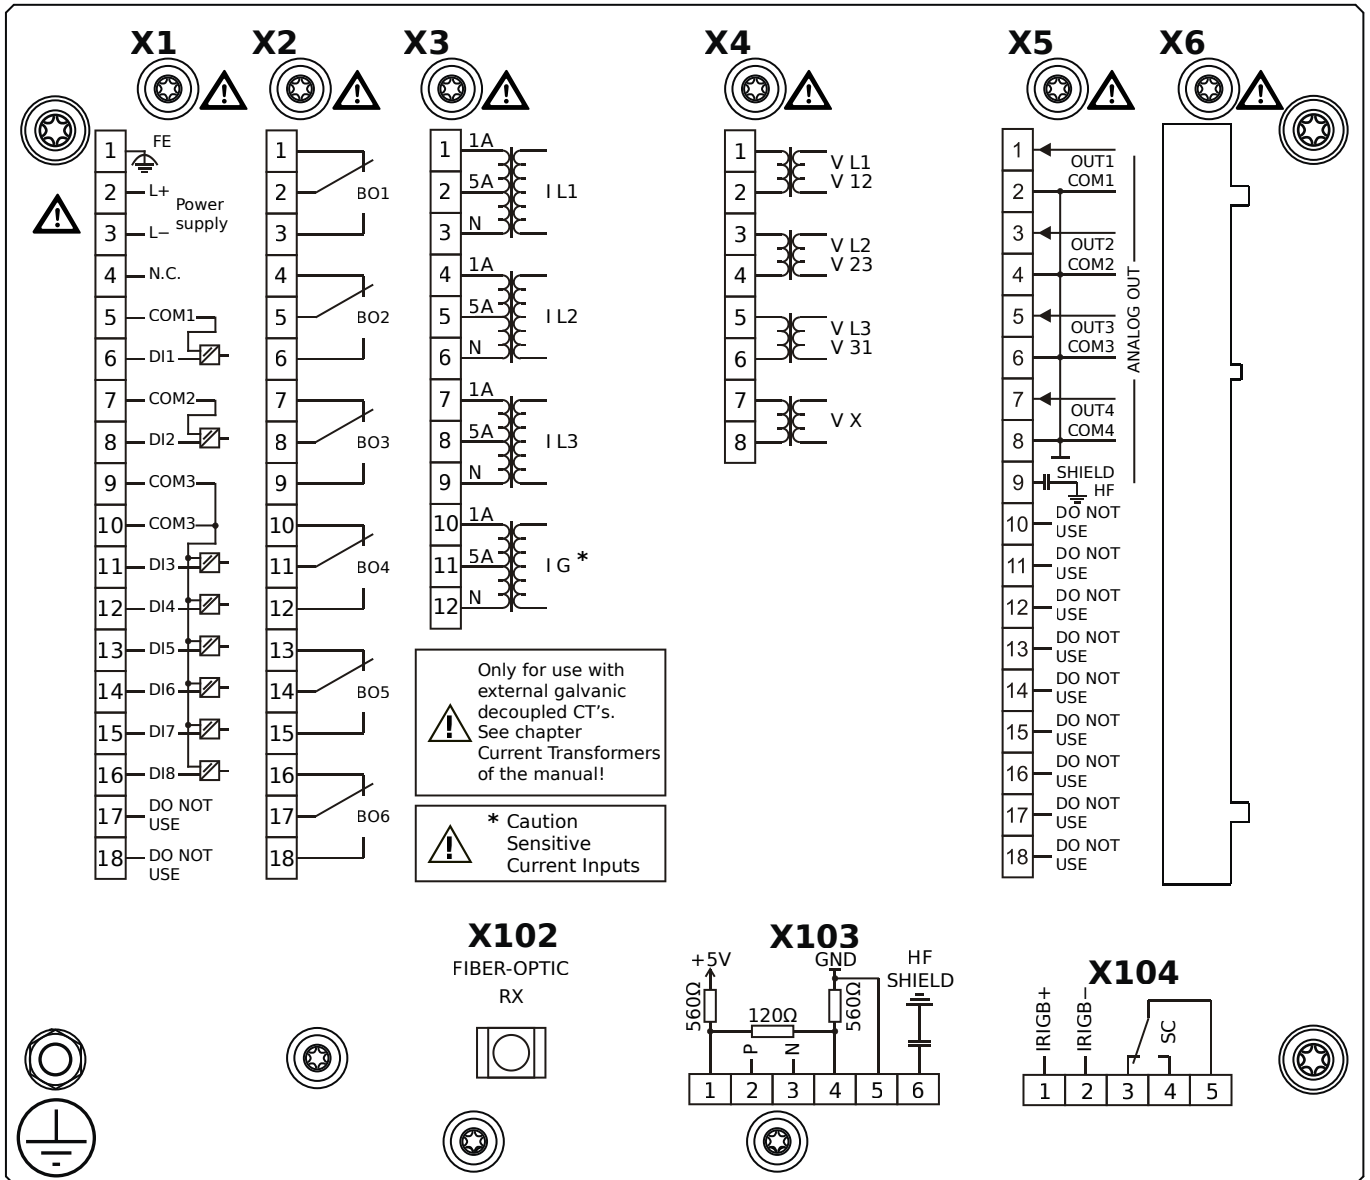 X1
X2
X3
X4
X5
X6
1 FE
2 L+
Power
supply
3 L−
4 N.C.
5 COM1
6 DI1
7 COM2
8 DI2
9 COM3
10 COM3
11 DI3
12 DI4
13 DI5
14 DI6
15 DI7
16 DI8
17 DO NOT
USE
18 DO NOT
USE
1
2 BO1
3
4
5 BO2
6
7
8 BO3
9
10
11 BO4
12
13
14 BO5
15
16
17 BO6
18
1 1A
2 5A I L1
3 N
4 1A
5 5A I L2
6 N
7 1A
8 5A I L3
9 N
10 1A
11 5A I G *
12 N
Only for use with
external galvanic
decoupled CT's.
See chapter
Current Transformers
of the manual!
* Caution
Sensitive
Current Inputs
1 V L1
2 V 12
3 V L2
4 V 23
5 V L3
6 V 31
7 V X
8
1 OUT1
2 COM1
3 OUT2
4 COM2
5 OUT3
6 COM3
7 OUT4
8 COM4
ANALOG OUT
9 SHIELD
HF
10 DO NOT
USE
11 DO NOT
USE
12 DO NOT
USE
13 DO NOT
USE
14 DO NOT
USE
15 DO NOT
USE
16 DO NOT
USE
17 DO NOT
USE
18 DO NOT
USE
X102
FIBER-OPTIC
RX
X103
+5V GND HF
SHIELD
560Ω 120Ω 560Ω
P N
1 2 3 4 5 6
X104
IRIGB+ IRIGB− SC
1 2 3 4 5